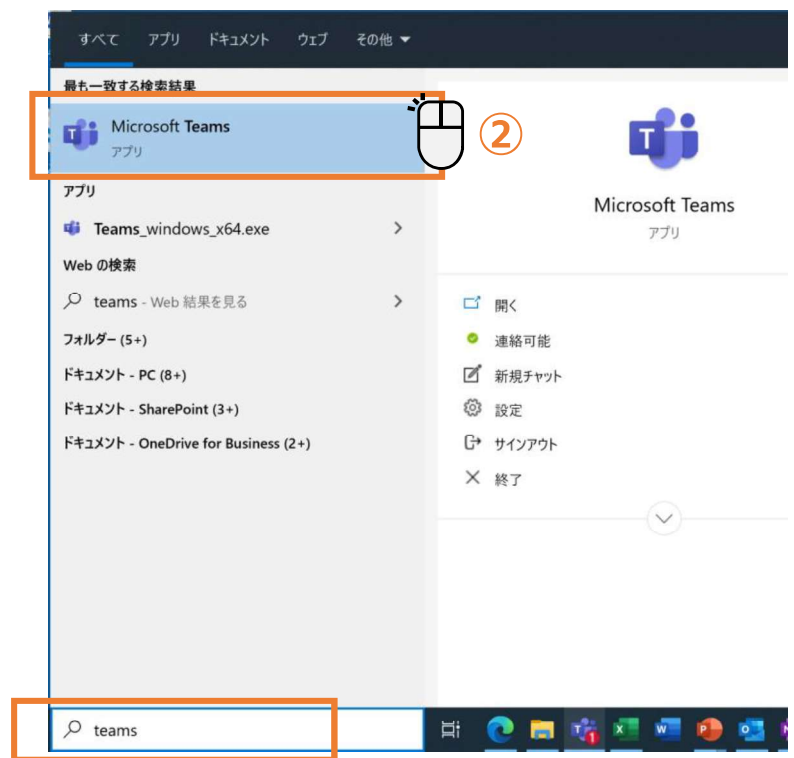 すべて アプリ ドキュメント ウェブ その他
最も一致する検索結果
Microsoft Teams
アプリ
②
アプリ
Teams_windows_x64.exe
Web の検索
teams - Web 結果を見る
フォルダー (5+)
ドキュメント - PC (8+)
ドキュメント - SharePoint (3+)
ドキュメント - OneDrive for Business (2+)
Microsoft Teams
アプリ
開く
連絡可能
新規チャット
設定
サインアウト
終了
teams